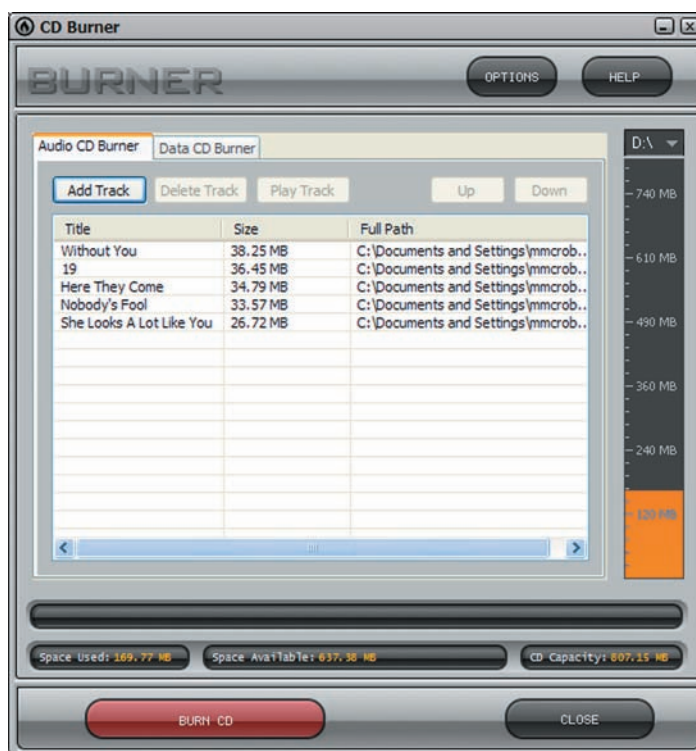 CD Burner
BURNER
OPTIONS HELP
Audio CD Burner Data CD Burner
D:\
Add Track Delete Track Play Track Up Down
Title Size Full Path
Without You 38.25 MB C:\Documents and Settings\mmcrob..
19 36.45 MB C:\Documents and Settings\mmcrob..
Here They Come 34.79 MB C:\Documents and Settings\mmcrob..
Nobody's Fool 33.57 MB C:\Documents and Settings\mmcrob..
She Looks A Lot Like You 26.72 MB C:\Documents and Settings\mmcrob..
740 MB
610 MB
490 MB
360 MB
240 MB
120 MB
Space Used: 169.77 MB Space Available: 637.38 MB CD Capacity: 807.15 MB
BURN CD CLOSE